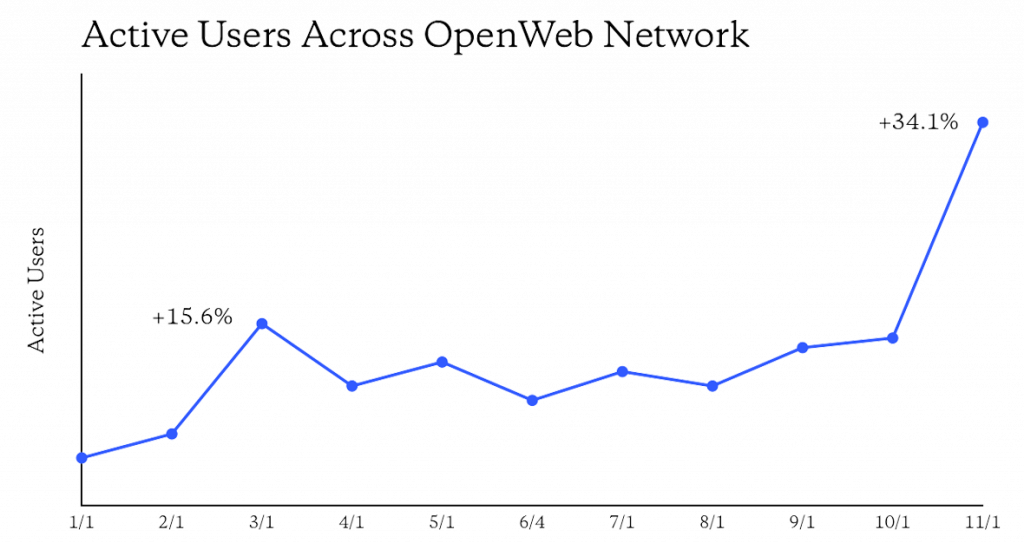 Active Users Across OpenWeb Network
+34.1%
+15.6%
Active Users
1/1 2/1 3/1 4/1 5/1 6/4 7/1 8/1 9/1 10/1 11/1